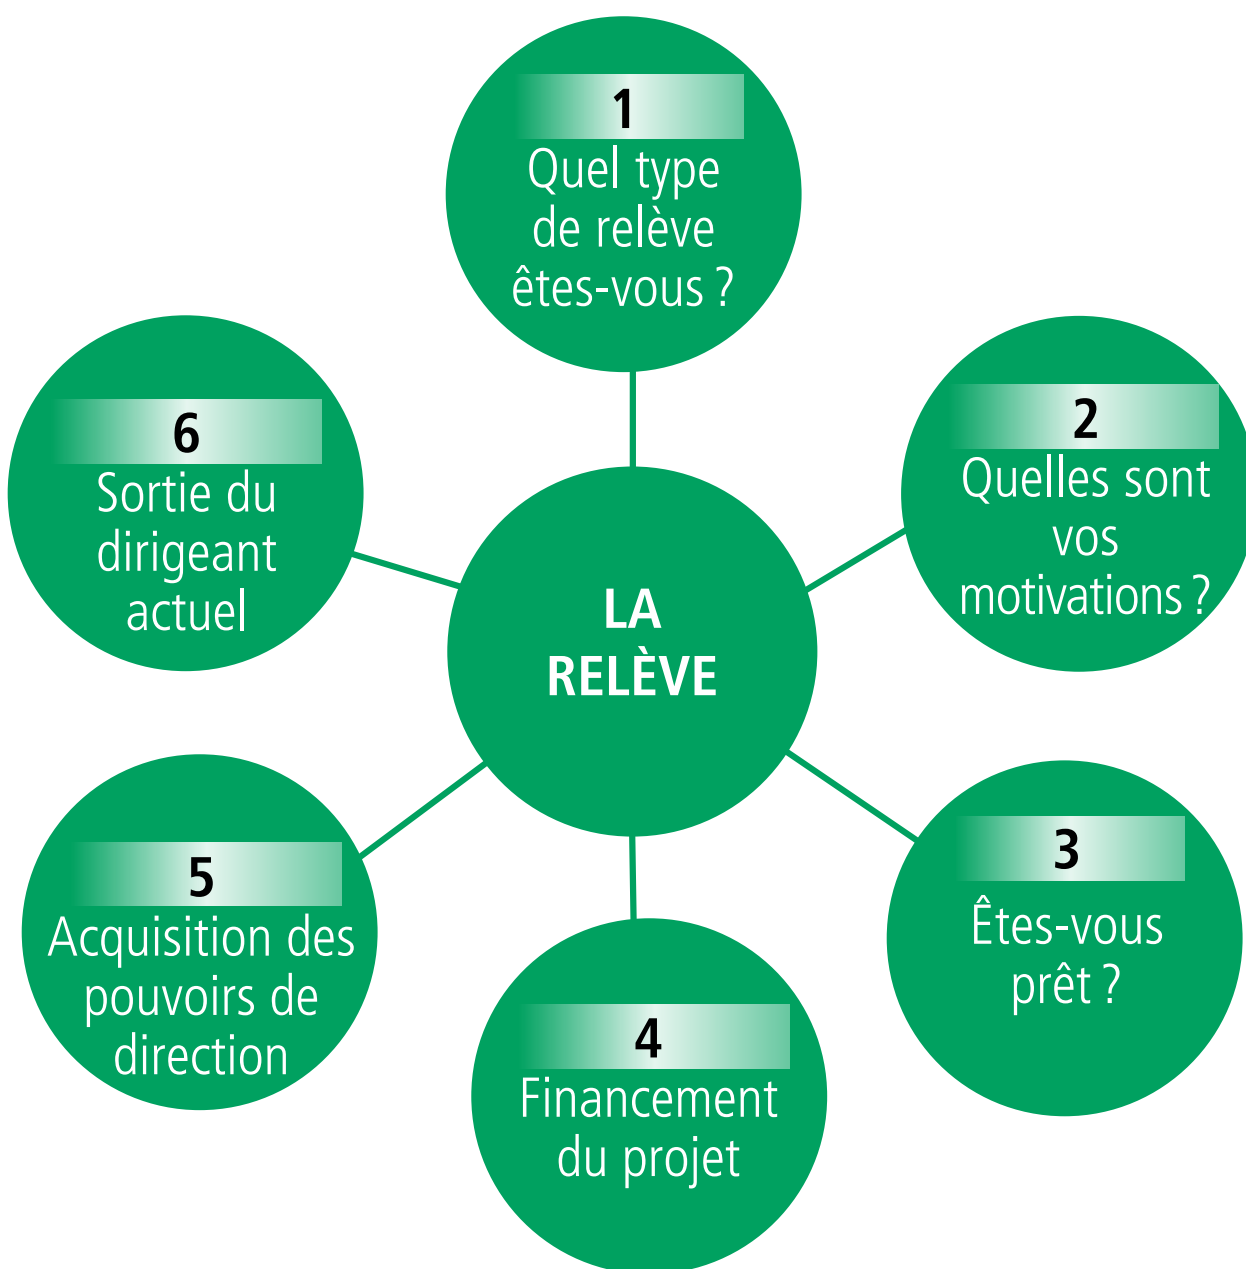 1
Quel type
de relève
êtes-vous ?
2
Quelles sont
vos
motivations ?
3
Êtes-vous
prêt ?
4
Financement
du projet
5
Acquisition des
pouvoirs de
direction
6
Sortie du
dirigeant
actuel
LA
RELÈVE